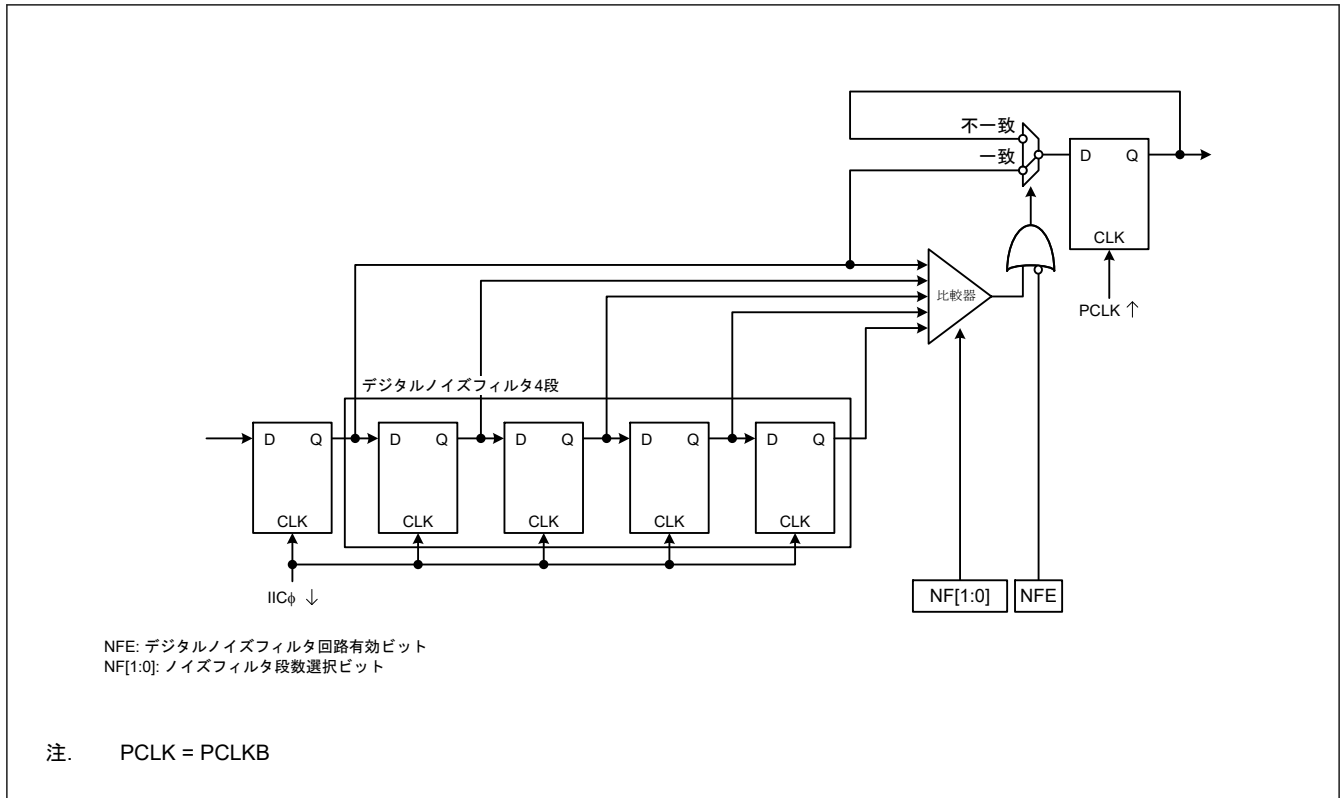 不一致
一致
D Q
CLK
PCLK ↑
比較器
デジタルノイズフィルタ4段
D Q D Q D Q D Q D Q
CLK CLK CLK CLK CLK
IICφ ↓
NF[1:0] NFE
NFE: デジタルノイズフィルタ回路有効ビット
NF[1:0]: ノイズフィルタ段数選択ビット
注. PCLK = PCLKB